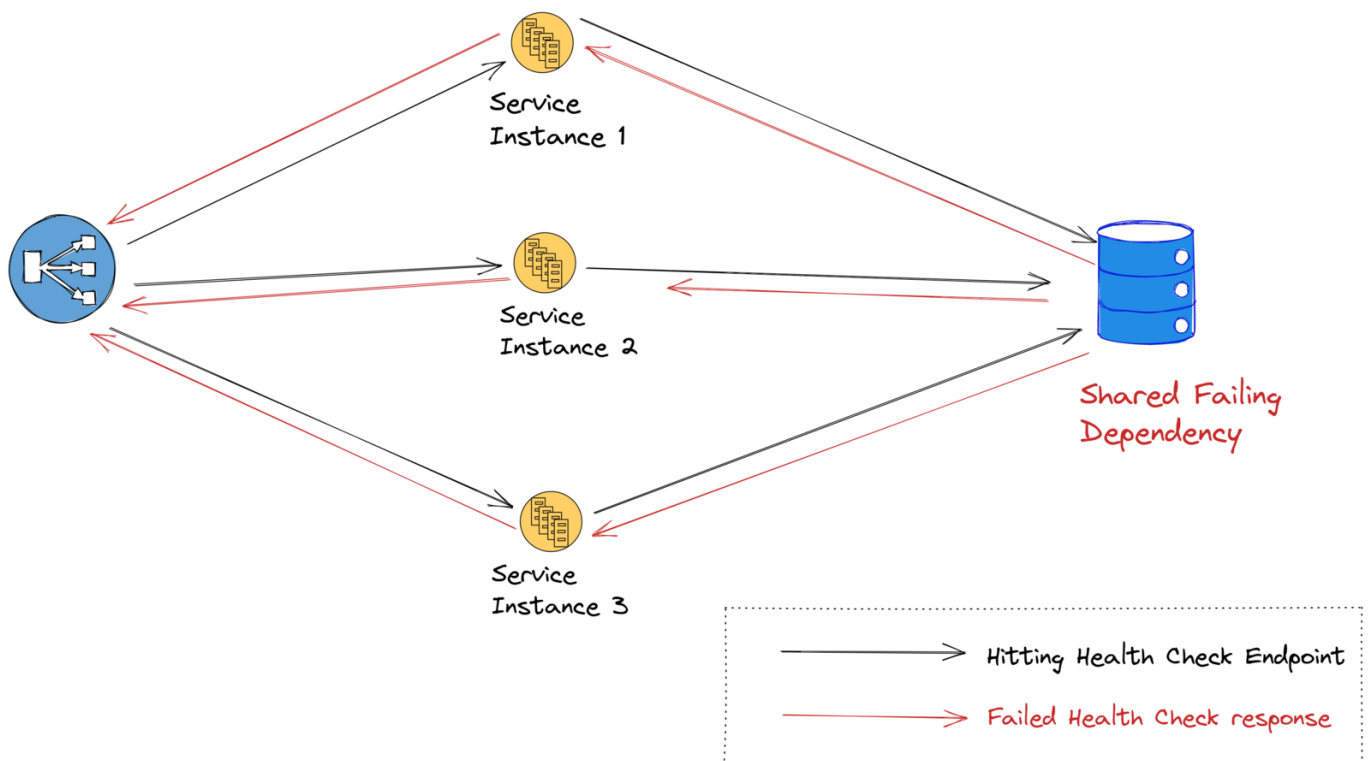 Service
Instance 1
Service
Instance 2
Shared Failing
Dependency
Service
Instance 3
Hitting Health Check Endpoint
Failed Health Check response